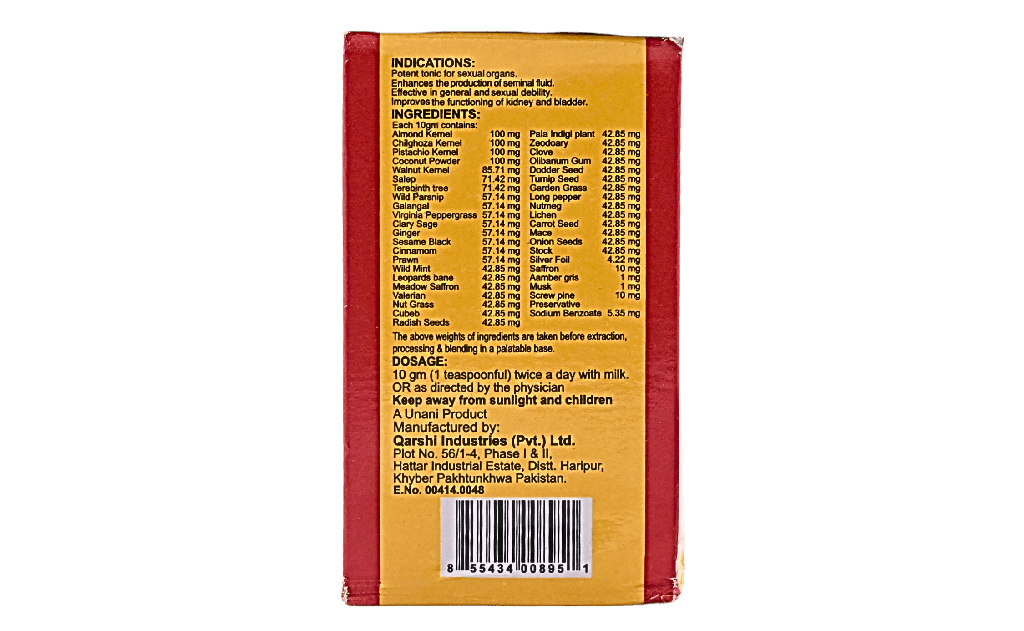 INDICATIONS:
Potent tonic for sexual organs.
Enhances the production of seminal fluid.
Effective in general and sexual debility.
Improves the functioning of kidney and bladder.
INGREDIENTS:
Each 10gm contains:
Almond Kernel 100 mg
Chilghoza Kernel 100 mg
Pistachio Kernel 100 mg
Coconut Powder 100 mg
Walnut Kernel 85.71 mg
Salep 71.42 mg
Terebinth tree 71.42 mg
Wild Parsnip 57.14 mg
Galangal 57.14 mg
Virginia Peppergrass 57.14 mg
Clary Sage 57.14 mg
Ginger 57.14 mg
Sesame Black 57.14 mg
Cinnamom 57.14 mg
Prawn 57.14 mg
Wild Mint 42.85 mg
Leopards bane 42.85 mg
Meadow Saffron 42.85 mg
Valerian 42.85 mg
Nut Grass 42.85 mg
Cubeb 42.85 mg
Radish Seeds 42.85 mg
Pala Indigi plant 42.85 mg
Zeodoary 42.85 mg
Clove 42.85 mg
Olibanum Gum 42.85 mg
Dodder Seed 42.85 mg
Turnip Seed 42.85 mg
Garden Grass 42.85 mg
Long pepper 42.85 mg
Nutmeg 42.85 mg
Lichen 42.85 mg
Carrot Seed 42.85 mg
Mace 42.85 mg
Onion Seeds 42.85 mg
Stock 42.85 mg
Silver Foil 4.22 mg
Saffron 10 mg
Aamber gris 1 mg
Musk 1 mg
Screw pine 10 mg
Preservative
Sodium Benzoate 5.35 mg
The above weights of ingredients are taken before extraction,
processing & blending in a palatable base.
DOSAGE:
10 gm (1 teaspoonful) twice a day with milk.
OR as directed by the physician
Keep away from sunlight and children
A Unani Product
Manufactured by:
Qarshi Industries (Pvt.) Ltd.
Plot No. 56/1-4, Phase I & II,
Hattar Industrial Estate, Distt. Haripur,
Khyber Pakhtunkhwa Pakistan.
E.No. 00414.0048
8 55434 00895 1